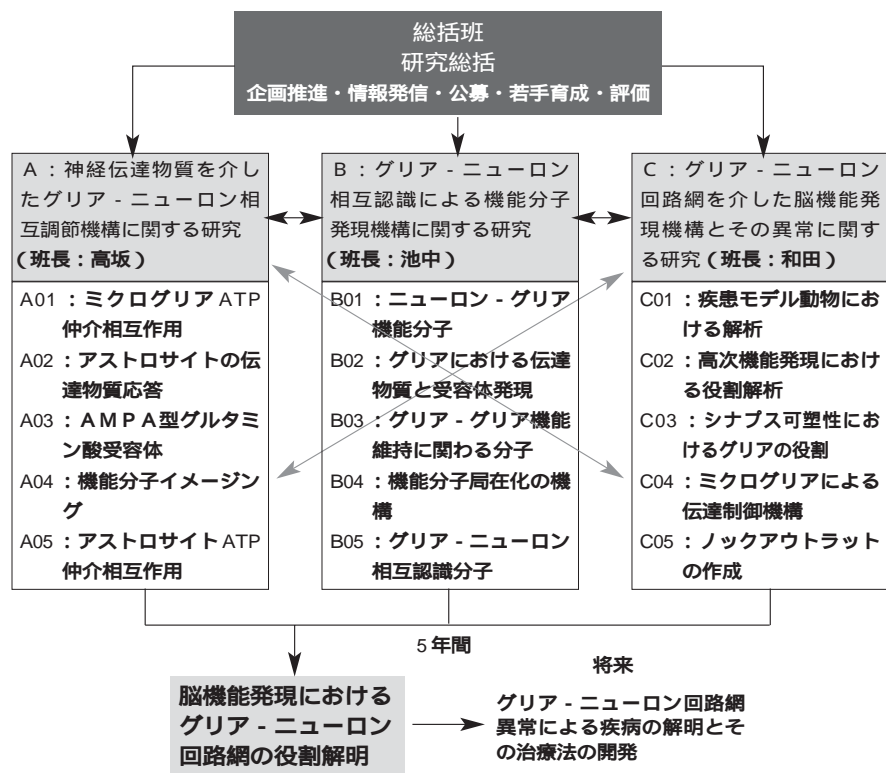 総括班
研究総括
企画推進・情報発信・公募・若手育成・評価
A：神経伝達物質を介し
たグリア - ニューロン相
互調節機構に関する研究
（班長：高坂）
A01：ミクログリアATP
仲介相互作用
A02：アストロサイトの伝
達物質応答
A03：ＡＭＰＡ型グルタミ
ン酸受容体
A04：機能分子イメージン
グ
A05：アストロサイトATP
仲介相互作用
B：グリア - ニューロン
相互認識による機能分子
発現機構に関する研究
（班長：池中）
B01：ニューロン - グリア
機能分子
B02：グリアにおける伝達
物質と受容体発現
B03：グリア - グリア機能
維持に関わる分子
B04：機能分子局在化の機
構
B05：グリア - ニューロン
相互認識分子
C：グリア - ニューロン
回路網を介した脳機能発
現機構とその異常に関す
る研究（班長：和田）
C01：疾患モデル動物にお
ける解析
C02：高次機能発現におけ
る役割解析
C03：シナプス可塑性にお
けるグリアの役割
C04：ミクログリアによる
伝達制御機構
C05：ノックアウトラット
の作成
5年間
将来
脳機能発現における
グリア - ニューロン
回路網の役割解明
グリア - ニューロン回路網
異常による疾病の解明とそ
の治療法の開発